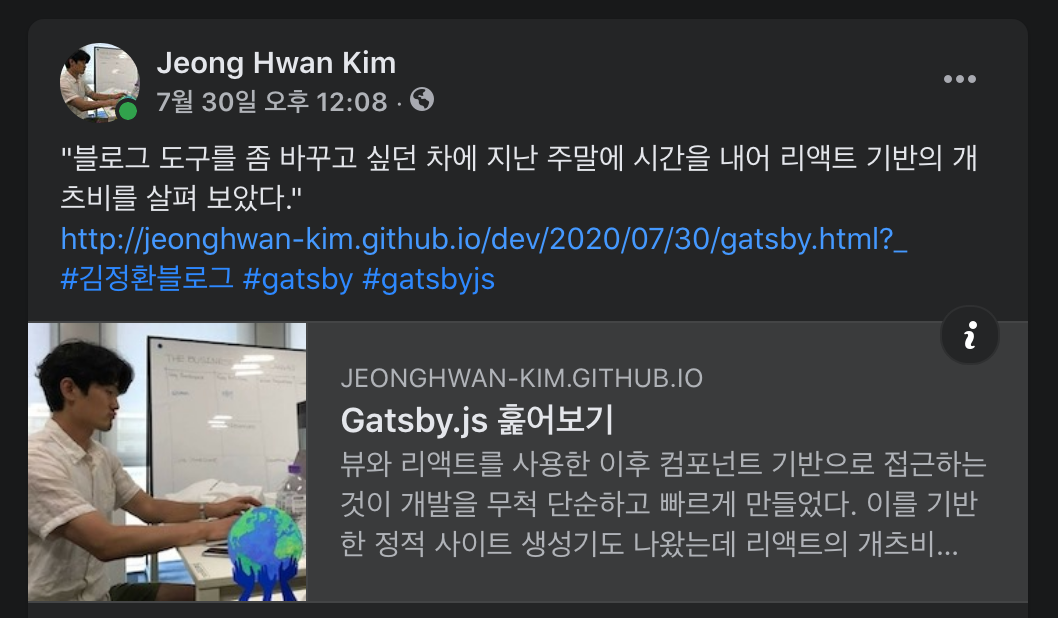 Jeong Hwan Kim
7월 30일 오후 12:08 ·
"블로그 도구를 좀 바꾸고 싶던 차에 지난 주말에 시간을 내어 리액트 기반의 개
츠비를 살펴 보았다."
http://jeonghwan-kim.github.io/dev/2020/07/30/gatsby.html?_
#김정환블로그 #gatsby #gatsbyjs
JEONGHWAN-KIM.GITHUB.IO
Gatsby.js 훑어보기
뷰와 리액트를 사용한 이후 컴포넌트 기반으로 접근하는
것이 개발을 무척 단순하고 빠르게 만들었다. 이를 기반
한 정적 사이트 생성기도 나왔는데 리액트의 개츠비...